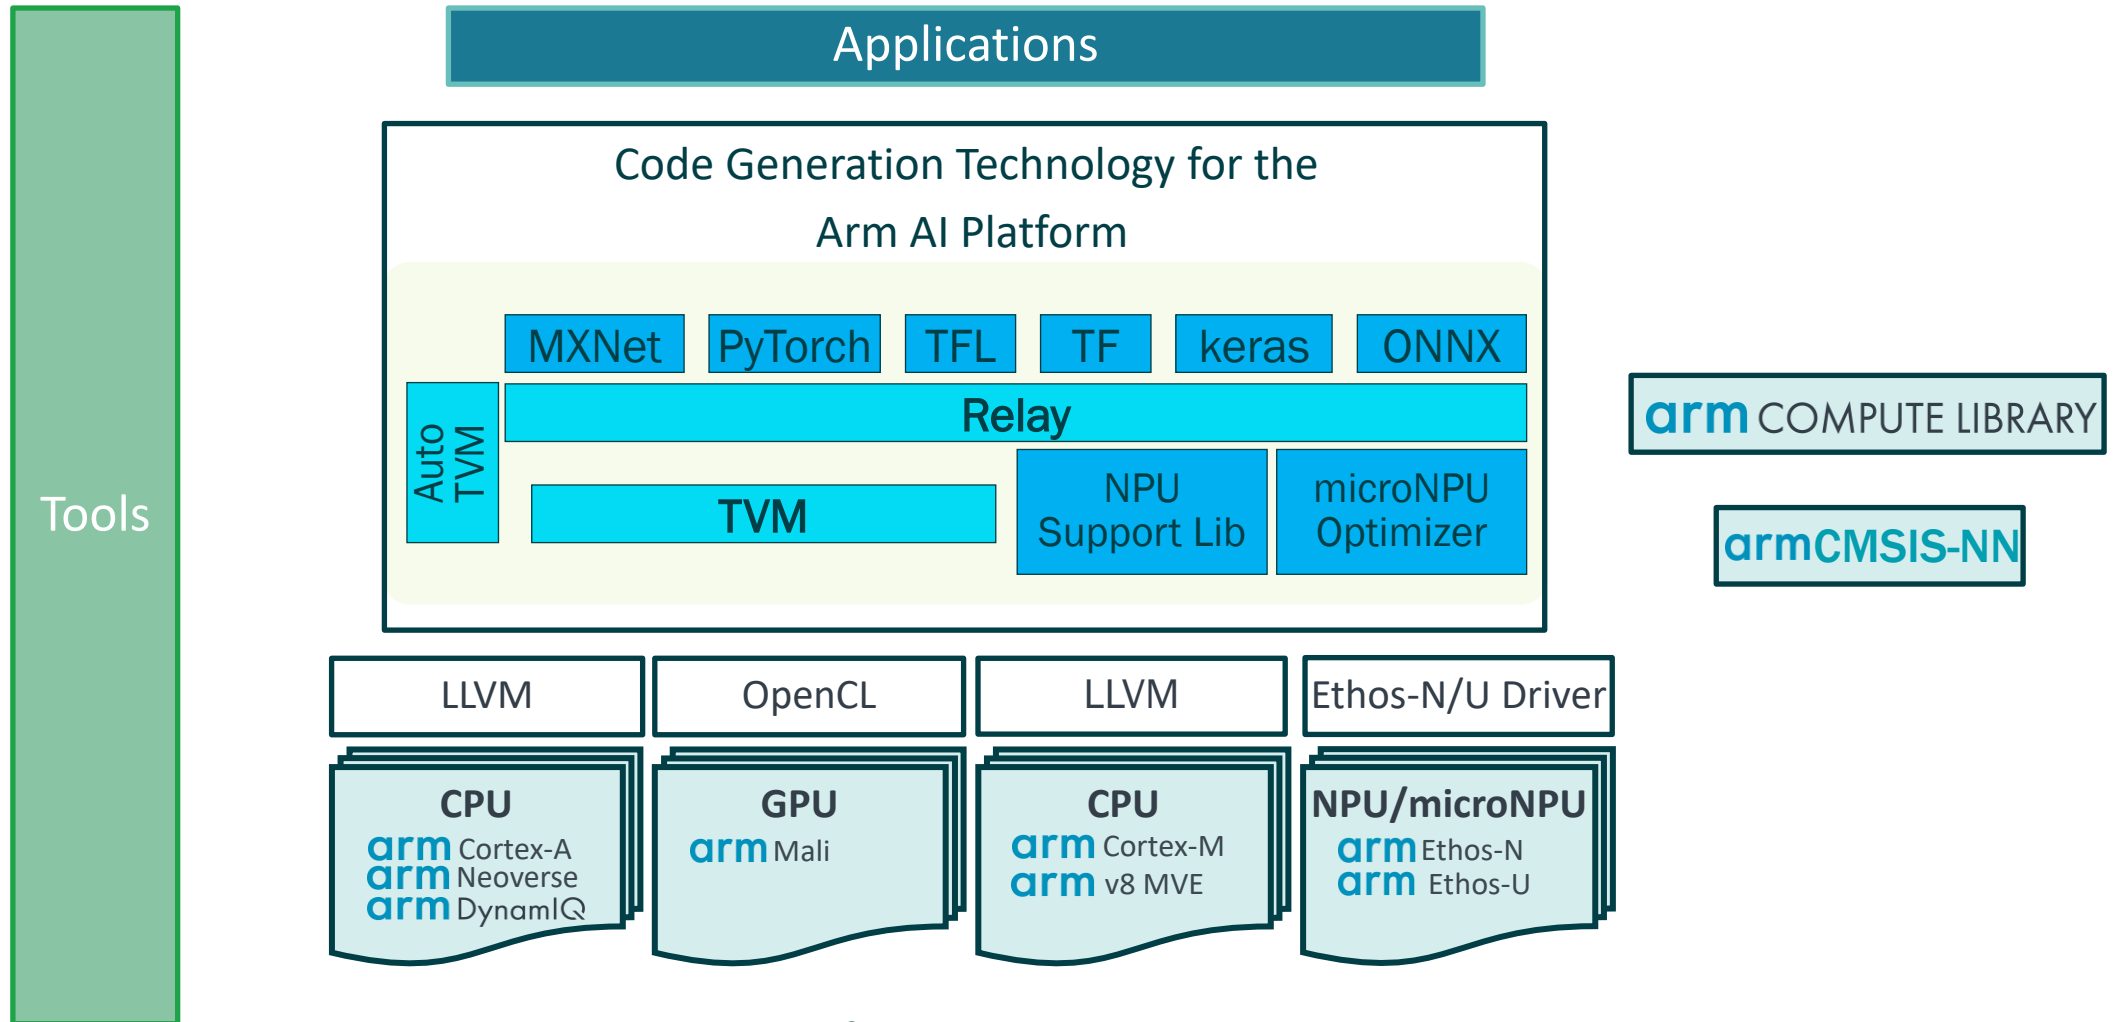 Applications
Code Generation Technology for the
Arm AI Platform
MXNet PyTorch TFL TF keras ONNX
Relay
Auto
TVM
TVM
NPU
Support Lib
microNPU
Optimizer
Tools
arm COMPUTE LIBRARY
arm CMSIS-NN
LLVM
OpenCL
LLVM
Ethos-N/U Driver
CPU
arm Cortex-A
arm Neoverse
arm DynamIQ
GPU
arm Mali
CPU
arm Cortex-M
arm v8 MVE
NPU/microNPU
arm Ethos-N
arm Ethos-U